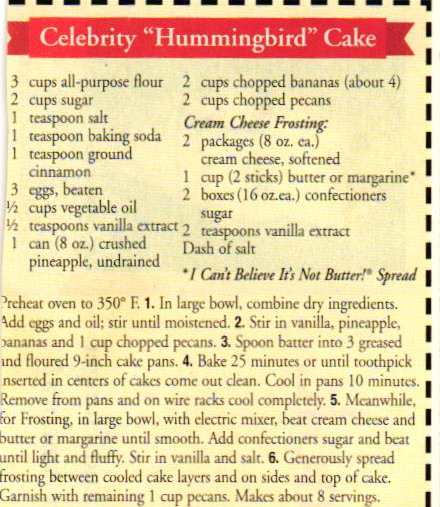 Celebrity “Hummingbird” Cake
3 cups all-purpose flour
2 cups sugar
1 teaspoon salt
1 teaspoon baking soda
1 teaspoon ground
cinnamon
3 eggs, beaten
½ cups vegetable oil
½ teaspoons vanilla extract
1 can (8 oz.) crushed
pineapple, undrained
2 cups chopped bananas (about 4)
2 cups chopped pecans
Cream Cheese Frosting:
2 packages (8 oz. ea.)
cream cheese, softened
1 cup (2 sticks) butter or margarine*
2 boxes (16 oz.ea.) confectioners
sugar
2 teaspoons vanilla extract
Dash of salt
*I Can't Believe It's Not Butter!® Spread
Preheat oven to 350° F. 1. In large bowl, combine dry ingredients.
Add eggs and oil; stir until moistened. 2. Stir in vanilla, pineapple,
bananas and 1 cup chopped pecans. 3. Spoon batter into 3 greased
and floured 9-inch cake pans. 4. Bake 25 minutes or until toothpick
inserted in centers of cakes come out clean. Cool in pans 10 minutes.
Remove from pans and on wire racks cool completely. 5. Meanwhile,
for Frosting, in large bowl, with electric mixer, beat cream cheese and
butter or margarine until smooth. Add confectioners sugar and beat
until light and fluffy. Stir in vanilla and salt. 6. Generously spread
frosting between cooled cake layers and on sides and top of cake.
Garnish with remaining 1 cup pecans. Makes about 8 servings.